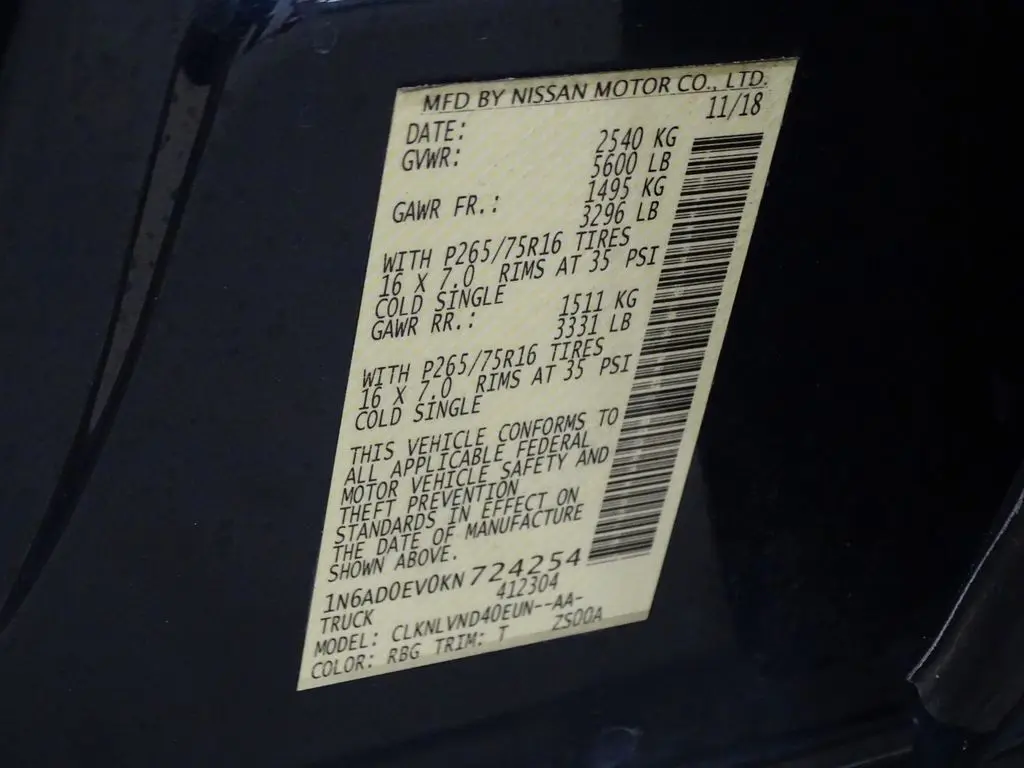 MFD BY NISSAN MOTOR CO., LTD.
DATE: 11/18
GVWR: 2540 KG
5600 LB
GAWR FR.: 1495 KG
3296 LB
WITH P265/75R16 TIRES
16 X 7.0 RIMS AT 35 PSI
COLD SINGLE
GAWR RR.: 1511 KG
3331 LB
WITH P265/75R16 TIRES
16 X 7.0 RIMS AT 35 PSI
COLD SINGLE
THIS VEHICLE CONFORMS TO
ALL APPLICABLE FEDERAL
MOTOR VEHICLE SAFETY AND
THEFT PREVENTION
STANDARDS IN EFFECT ON
THE DATE OF MANUFACTURE
SHOWN ABOVE.
1N6AD0EV0KN724254
TRUCK 412304
MODEL: CLKNLVND40EUN--AA-
COLOR: RBG TRIM: T ZS00A